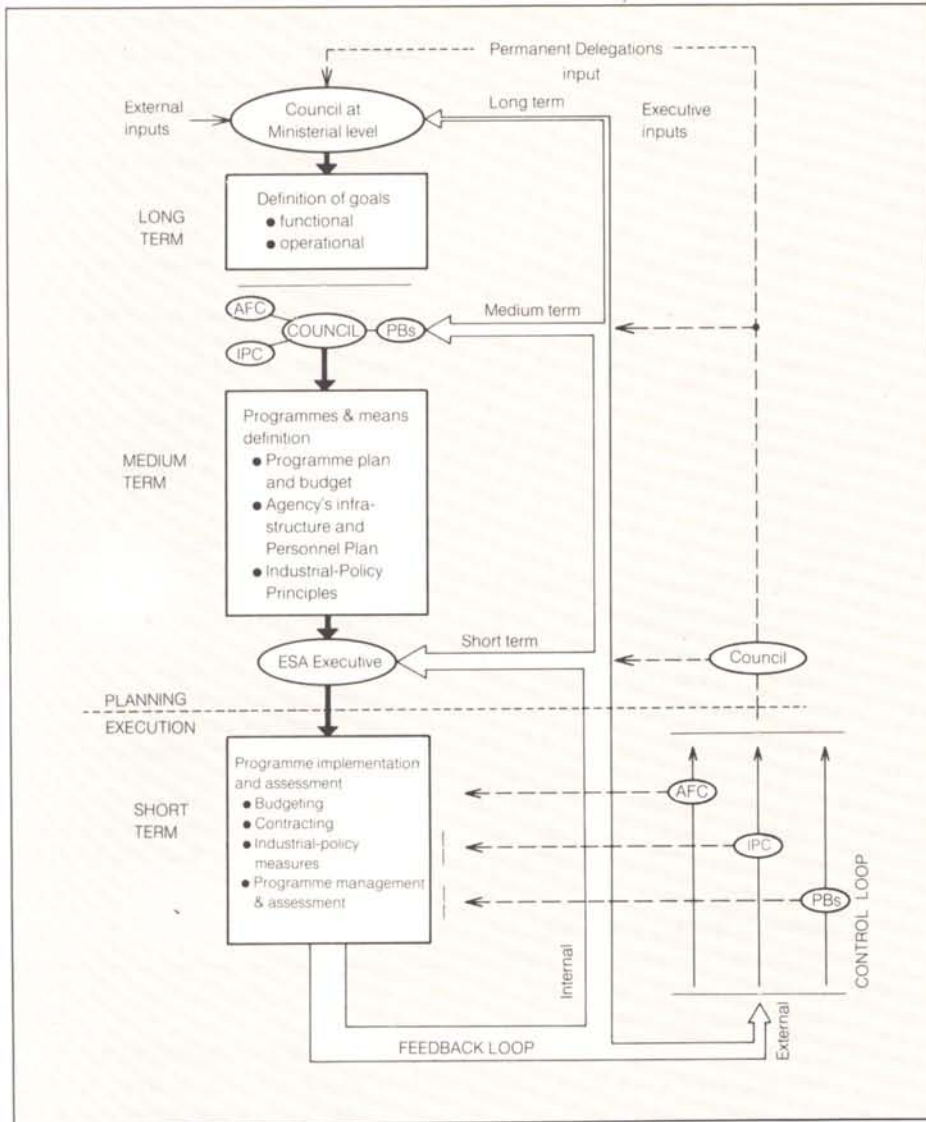 Permanent Delegations
input
External
inputs
Council at
Ministerial level
Long term
Executive
inputs
LONG
TERM
Definition of goals
● functional
● operational
AFC
COUNCIL
PBs
IPC
Medium term
MEDIUM
TERM
Programmes & means
definition
● Programme plan
and budget
● Agency's infra-
structure and
Personnel Plan
● Industrial-Policy
Principles
ESA Executive
Short term
Council
PLANNING
EXECUTION
SHORT
TERM
Programme implementation
and assessment
● Budgeting
● Contracting
● Industrial-policy
measures
● Programme management
& assessment
AFC
IPC
PBs
CONTROL LOOP
Internal
External
FEEDBACK LOOP